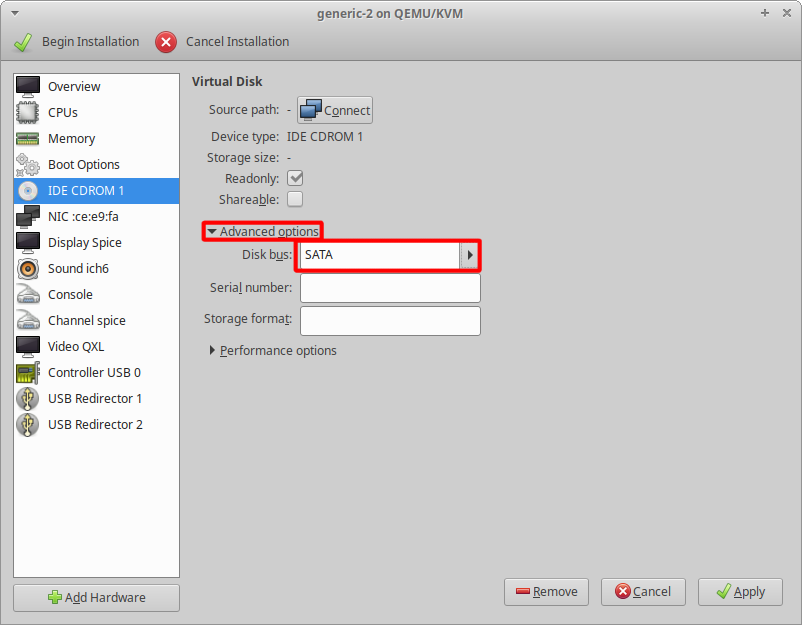 generic-2 on QEMU/KVM
Begin Installation
Cancel Installation
Overview
CPUs
Memory
Boot Options
IDE CDROM 1
NIC :ce:e9:fa
Display Spice
Sound ich6
Console
Channel spice
Video QXL
Controller USB 0
USB Redirector 1
USB Redirector 2
Add Hardware
Virtual Disk
Source path: - Connect
Device type: IDE CDROM 1
Storage size: -
Readonly:
Shareable:
Advanced options
Disk bus: SATA
Serial number:
Storage format:
Performance options
Remove
Cancel
Apply